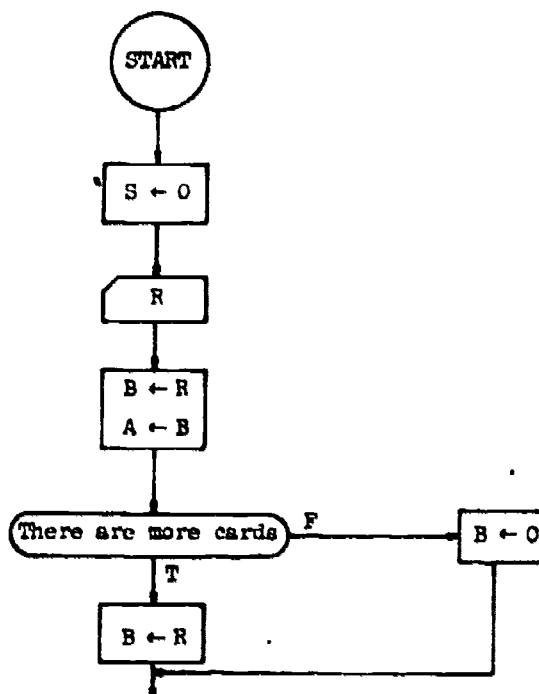 START
S ← 0
R
B ← R
A ← B
There are more cards
F
B ← 0
T
B ← R